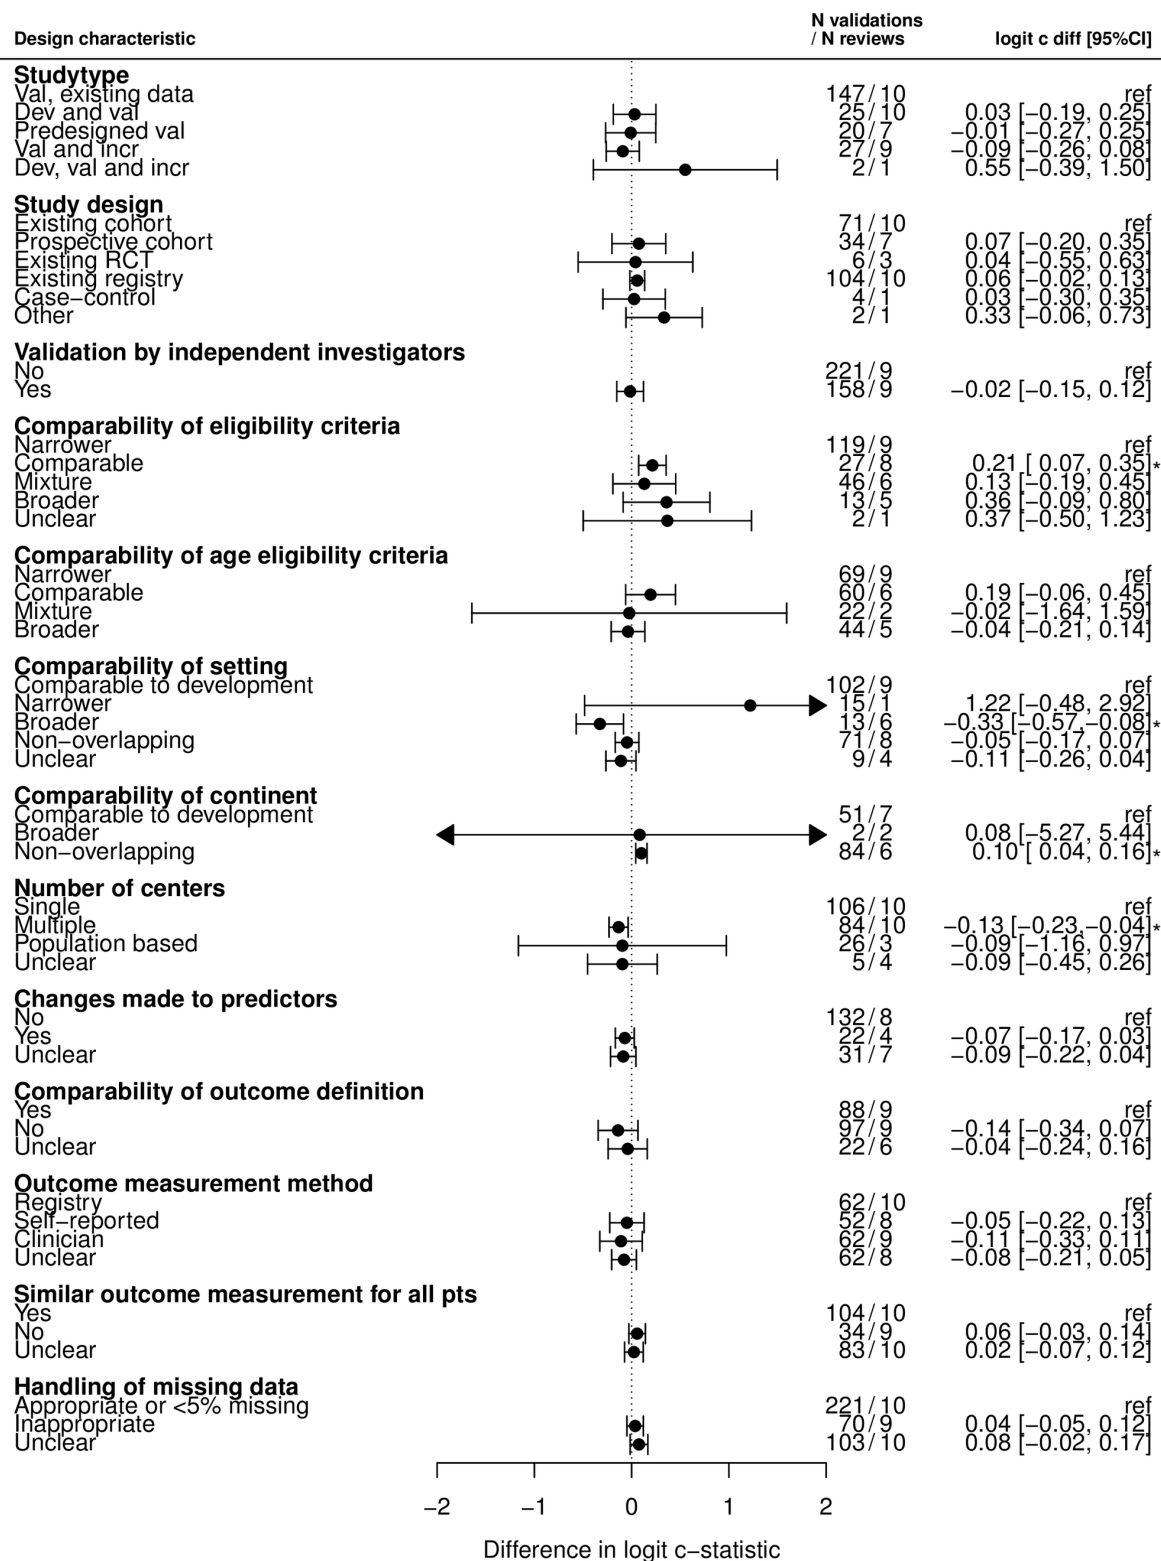 N validations
Design characteristic / N reviews logit c diff [95%CI]
Studytype
Val, existing data 147 / 10 ref
Dev and val 25 / 10 0.03 [−0.19, 0.25]
Predesigned val 20 / 7 −0.01 [−0.27, 0.25]
Val and incr 27 / 9 −0.09 [−0.26, 0.08]
Dev, val and incr 2 / 1 0.55 [−0.39, 1.50]
Study design
Existing cohort 71 / 10 ref
Prospective cohort 34 / 7 0.07 [−0.20, 0.35]
Existing RCT 6 / 3 0.04 [−0.55, 0.63]
Existing registry 104 / 10 0.06 [−0.02, 0.13]
Case−control 4 / 1 0.03 [−0.30, 0.35]
Other 2 / 1 0.33 [−0.06, 0.73]
Validation by independent investigators
No 221 / 9 ref
Yes 158 / 9 −0.02 [−0.15, 0.12]
Comparability of eligibility criteria
Narrower 119 / 9 ref
Comparable 27 / 8 0.21 [ 0.07, 0.35]*
Mixture 46 / 6 0.13 [−0.19, 0.45]
Broader 13 / 5 0.36 [−0.09, 0.80]
Unclear 2 / 1 0.37 [−0.50, 1.23]
Comparability of age eligibility criteria
Narrower 69 / 9 ref
Comparable 60 / 6 0.19 [−0.06, 0.45]
Mixture 22 / 2 −0.02 [−1.64, 1.59]
Broader 44 / 5 −0.04 [−0.21, 0.14]
Comparability of setting
Comparable to development 102 / 9 ref
Narrower 15 / 1 1.22 [−0.48, 2.92]
Broader 13 / 6 −0.33 [−0.57,−0.08]*
Non−overlapping 71 / 8 −0.05 [−0.17, 0.07]
Unclear 9 / 4 −0.11 [−0.26, 0.04]
Comparability of continent
Comparable to development 51 / 7 ref
Broader 2 / 2 0.08 [−5.27, 5.44]
Non−overlapping 84 / 6 0.10 [ 0.04, 0.16]*
Number of centers
Single 106 / 10 ref
Multiple 84 / 10 −0.13 [−0.23,−0.04]*
Population based 26 / 3 −0.09 [−1.16, 0.97]
Unclear 5 / 4 −0.09 [−0.45, 0.26]
Changes made to predictors
No 132 / 8 ref
Yes 22 / 4 −0.07 [−0.17, 0.03]
Unclear 31 / 7 −0.09 [−0.22, 0.04]
Comparability of outcome definition
Yes 88 / 9 ref
No 97 / 9 −0.14 [−0.34, 0.07]
Unclear 22 / 6 −0.04 [−0.24, 0.16]
Outcome measurement method
Registry 62 / 10 ref
Self−reported 52 / 8 −0.05 [−0.22, 0.13]
Clinician 62 / 9 −0.11 [−0.33, 0.11]
Unclear 62 / 8 −0.08 [−0.21, 0.05]
Similar outcome measurement for all pts
Yes 104 / 10 ref
No 34 / 9 0.06 [−0.03, 0.14]
Unclear 83 / 10 0.02 [−0.07, 0.12]
Handling of missing data
Appropriate or <5% missing 221 / 10 ref
Inappropriate 70 / 9 0.04 [−0.05, 0.12]
Unclear 103 / 10 0.08 [−0.02, 0.17]
−2 −1 0 1 2
Difference in logit c−statistic